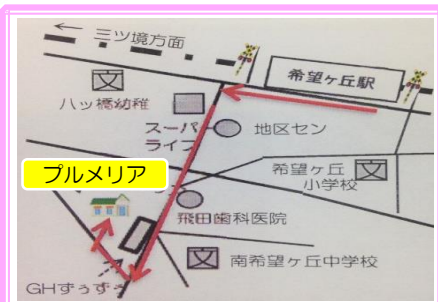 ← 三ツ境方面
希望ヶ丘駅
文
ハッ橋幼稚
スーパー
ライフ
地区セン
プルメリア
希望ヶ丘
小学校
文
飛田歯科医院
文
南希望ヶ丘中学校
GHずぅずぅ